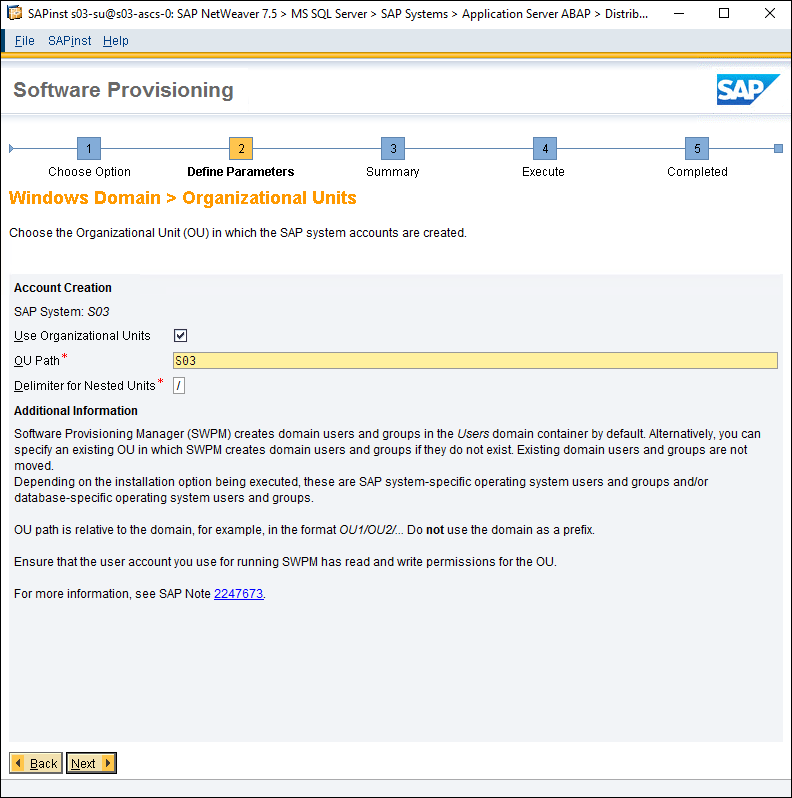 SAPinst s03-su@s03-ascs-0: SAP NetWeaver 7.5 > MS SQL Server > SAP Systems > Application Server ABAP > Distrib...
File SAPinst Help
Software Provisioning
SAP
1 2 3 4 5
Choose Option Define Parameters Summary Execute Completed
Windows Domain > Organizational Units
Choose the Organizational Unit (OU) in which the SAP system accounts are created.
Account Creation
SAP System: S03
Use Organizational Units
OU Path* S03
Delimiter for Nested Units* /
Additional Information
Software Provisioning Manager (SWPM) creates domain users and groups in the Users domain container by default. Alternatively, you can
specify an existing OU in which SWPM creates domain users and groups if they do not exist. Existing domain users and groups are not
moved.
Depending on the installation option being executed, these are SAP system-specific operating system users and groups and/or
database-specific operating system users and groups.
OU path is relative to the domain, for example, in the format OU1/OU2/... Do not use the domain as a prefix.
Ensure that the user account you use for running SWPM has read and write permissions for the OU.
For more information, see SAP Note 2247673.
Back Next